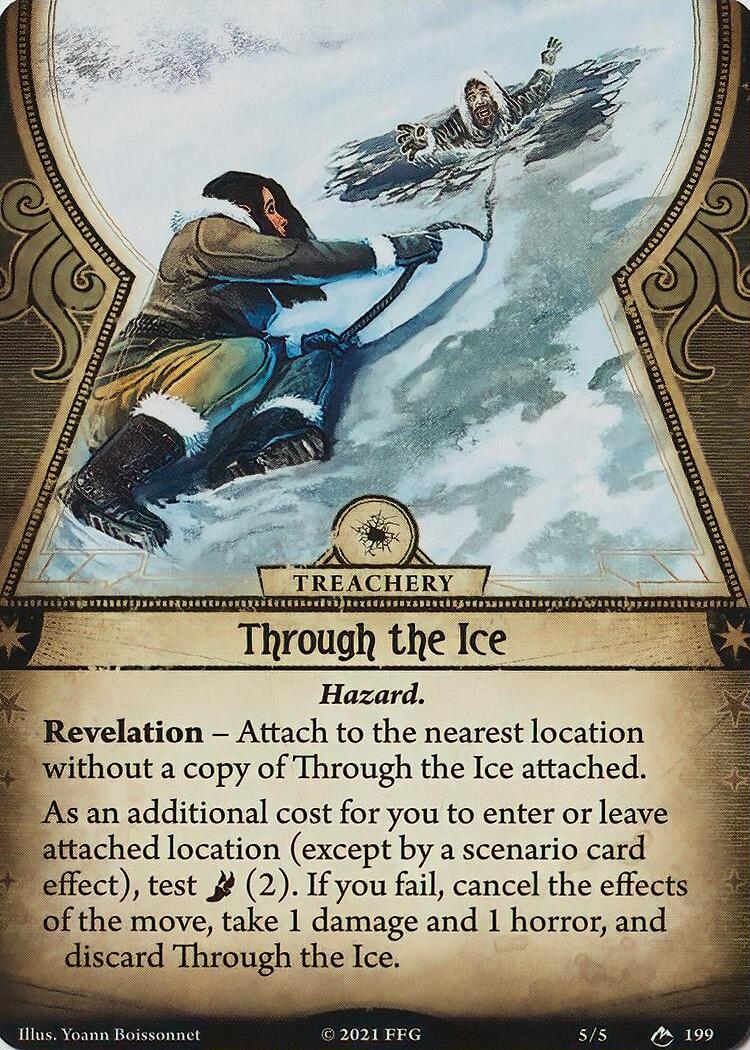 TREACHERY
Through the Ice
Hazard.
Revelation – Attach to the nearest location
without a copy of Through the Ice attached.
As an additional cost for you to enter or leave
attached location (except by a scenario card
effect), test (2). If you fail, cancel the effects
of the move, take 1 damage and 1 horror, and
discard Through the Ice.
Illus. Yoann Boissonnet © 2021 FFG 5/5 199